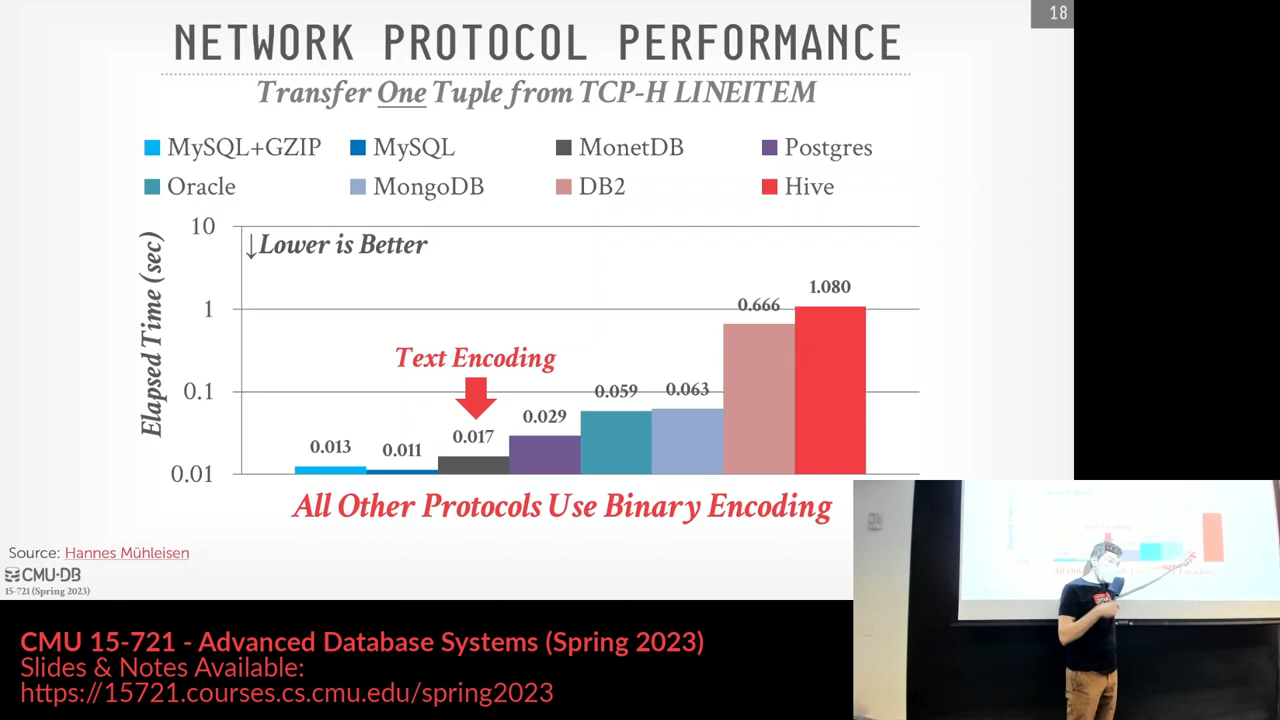 18
NETWORK PROTOCOL PERFORMANCE
Transfer One Tuple from TCP-H LINEITEM
MySQL+GZIP MySQL MonetDB Postgres
Oracle MongoDB DB2 Hive
Elapsed Time (sec)
10
1
0.1
0.01
↓Lower is Better
Text Encoding
0.013 0.011 0.017 0.029 0.059 0.063 0.666 1.080
All Other Protocols Use Binary Encoding
Source: Hannes Mühleisen
CMU·DB
15-721 (Spring 2023)
CMU 15-721 - Advanced Database Systems (Spring 2023)
Slides & Notes Available:
https://15721.courses.cs.cmu.edu/spring2023